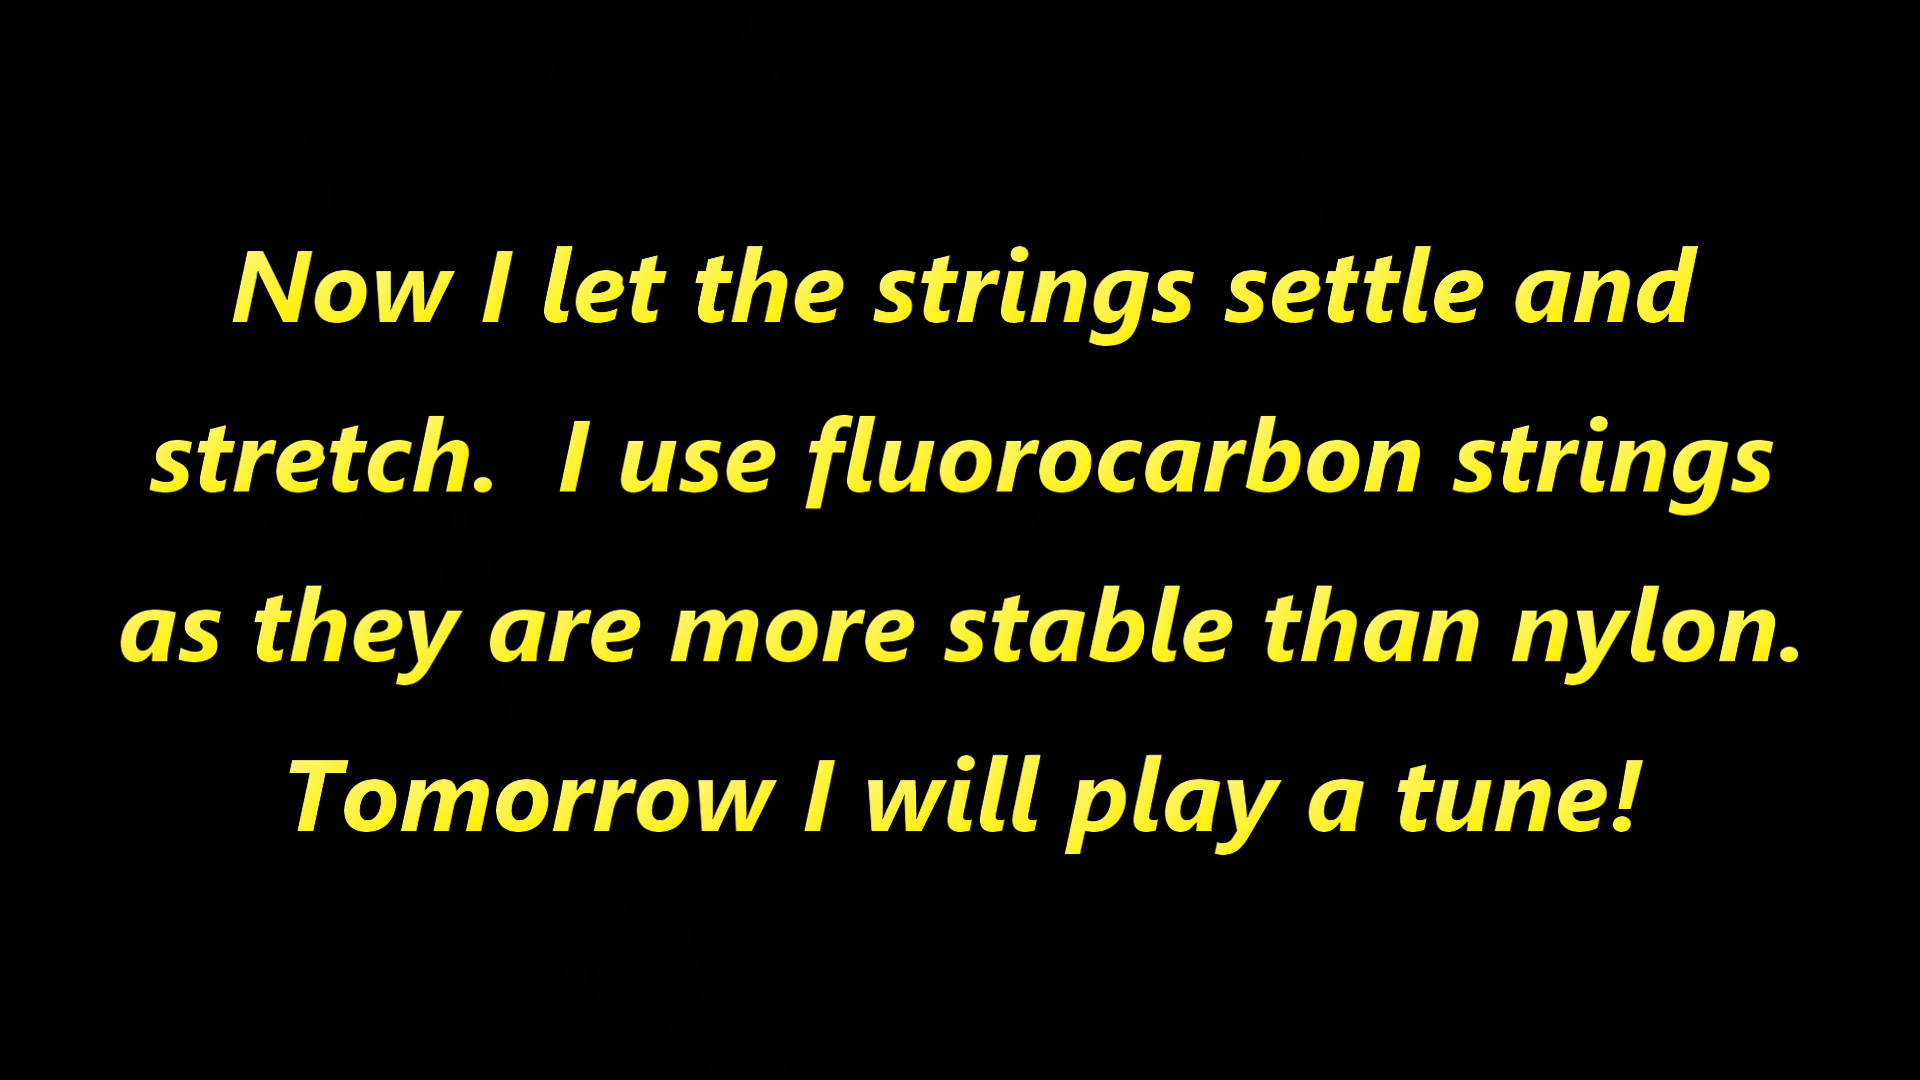 Now I let the strings settle and
stretch.  I use fluorocarbon strings
as they are more stable than nylon.
Tomorrow I will play a tune!